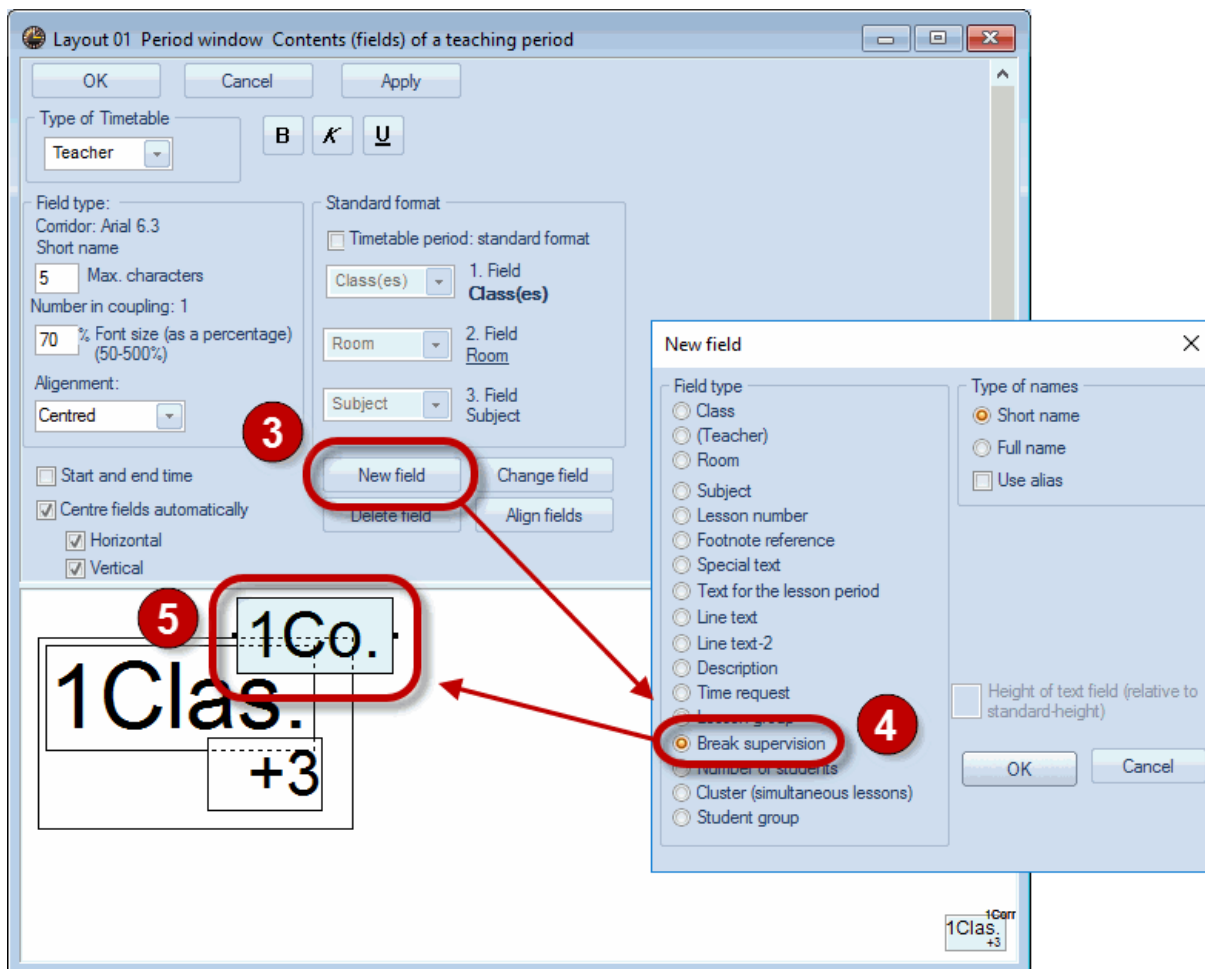 Layout 01 Period window Contents (fields) of a teaching period
OK Cancel Apply
Type of Timetable
Teacher
B K U
Field type:
Corridor: Arial 6.3
Short name
5 Max. characters
Number in coupling: 1
70 % Font size (as a percentage)
(50-500%)
Aligenment:
Centred
Standard format
Timetable period: standard format
Class(es) 1. Field
Class(es)
Room 2. Field
Room
Subject 3. Field
Subject
3
Start and end time
Centre fields automatically
Horizontal
Vertical
New field Change field
Delete field Align fields
5
1Co.
1Clas.
+3
New field
Field type
Class
(Teacher)
Room
Subject
Lesson number
Footnote reference
Special text
Text for the lesson period
Line text
Line text-2
Description
Time request
Lesson group
Break supervision
Number of students
Cluster (simultaneous lessons)
Student group
4
Type of names
Short name
Full name
Use alias
Height of text field (relative to
standard-height)
OK Cancel
1Corr
1Clas.
+3